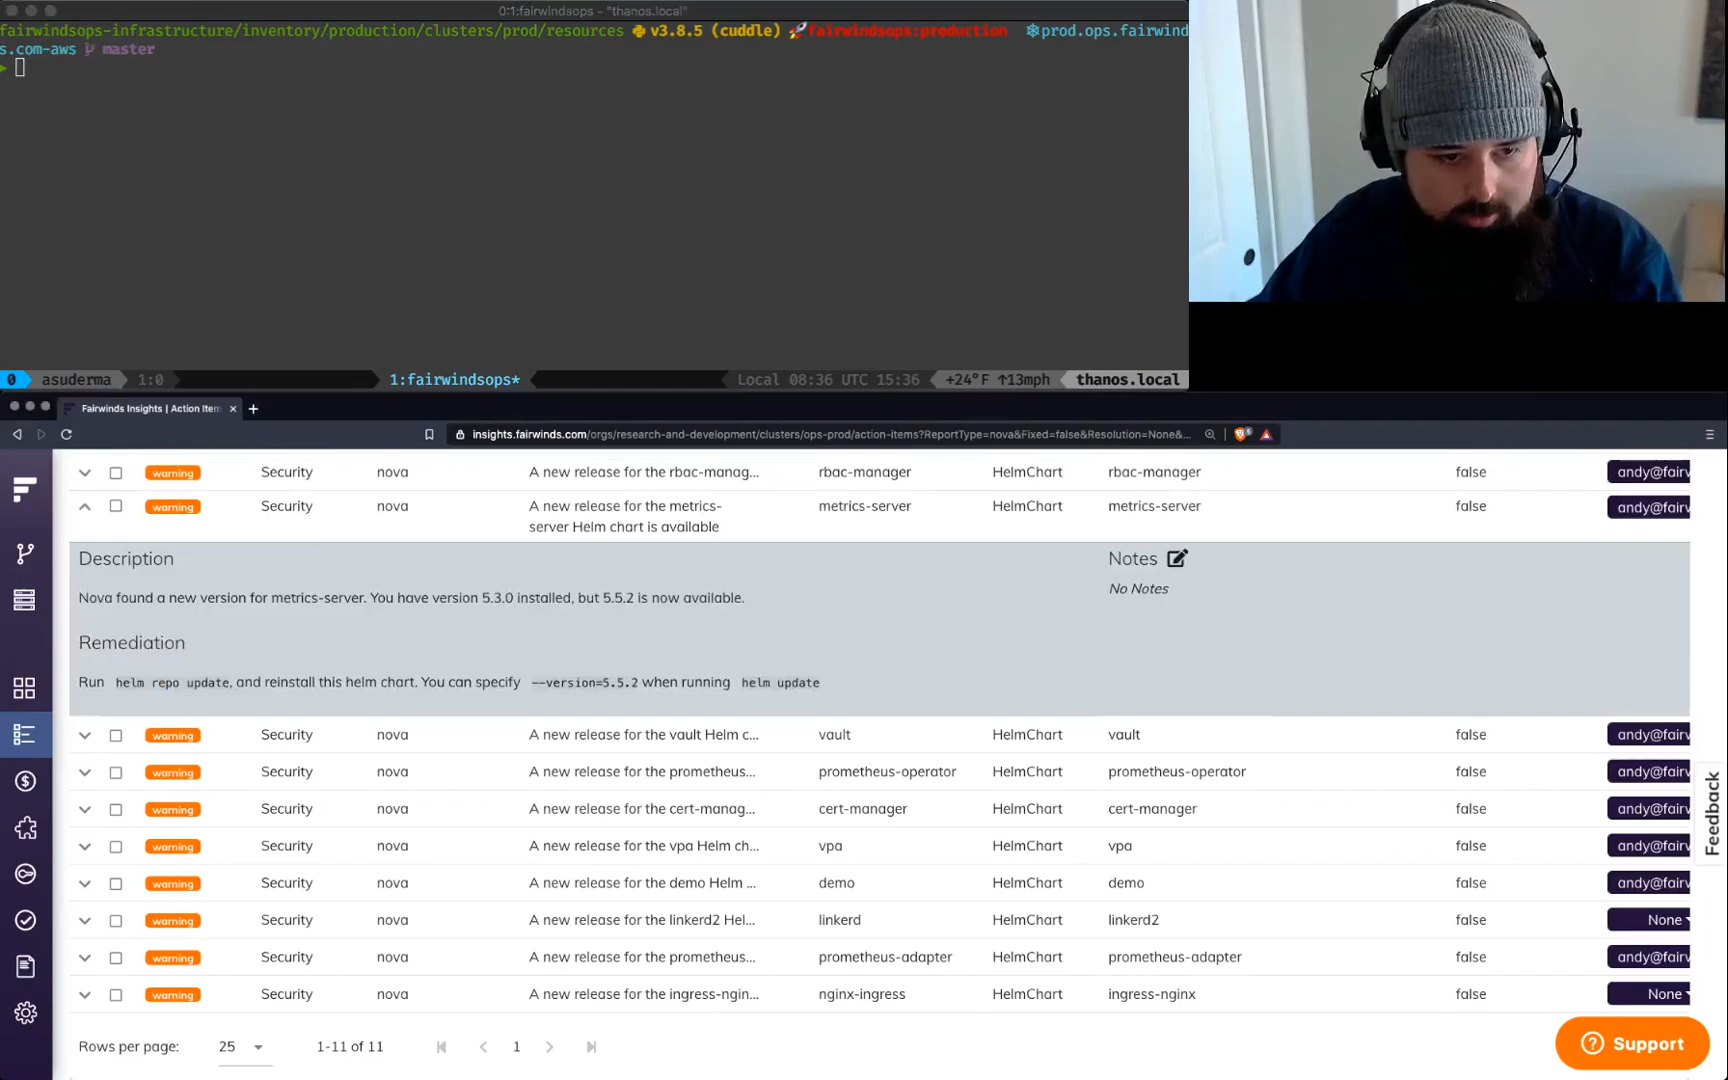 0:1:fairwindsops - "thanos.local"
fairwindsops-infrastructure/inventory/production/clusters/prod/resources v3.8.5 (cuddle) fairwindsops:production prod.ops.fairwind
s.com-aws master
0 asuderma 1:0 1:fairwindsops* Local 08:36 UTC 15:36 +24°F ↑13mph thanos.local
Fairwinds Insights | Action Item
insights.fairwinds.com/orgs/research-and-development/clusters/ops-prod/action-items?ReportType=nova&Fixed=false&Resolution=None&...
warning Security nova A new release for the rbac-manag... rbac-manager HelmChart rbac-manager false andy@fairw
warning Security nova A new release for the metrics- metrics-server HelmChart metrics-server false andy@fairw
server Helm chart is available
Description Notes
Nova found a new version for metrics-server. You have version 5.3.0 installed, but 5.5.2 is now available. No Notes
Remediation
Run helm repo update, and reinstall this helm chart. You can specify --version=5.5.2 when running helm update
warning Security nova A new release for the vault Helm c... vault HelmChart vault false andy@fairw
warning Security nova A new release for the prometheus... prometheus-operator HelmChart prometheus-operator false andy@fairw
warning Security nova A new release for the cert-manag... cert-manager HelmChart cert-manager false andy@fairw
warning Security nova A new release for the vpa Helm ch... vpa HelmChart vpa false andy@fairw
warning Security nova A new release for the demo Helm ... demo HelmChart demo false andy@fairw
warning Security nova A new release for the linkerd2 Hel... linkerd HelmChart linkerd2 false None
warning Security nova A new release for the prometheus... prometheus-adapter HelmChart prometheus-adapter false andy@fairw
warning Security nova A new release for the ingress-ngin... nginx-ingress HelmChart ingress-nginx false None
Feedback
Rows per page: 25 1-11 of 11 1
Support